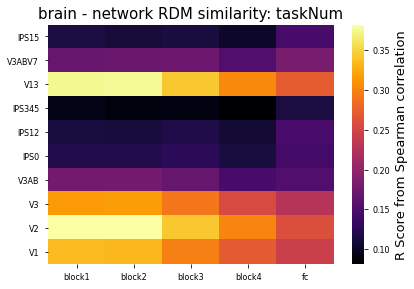 brain - network RDM similarity: taskNum
IPS15
V3ABV7
V13
IPS345
IPS12
IPS0
V3AB
V3
V2
V1
block1 block2 block3 block4 fc
0.35
0.30
0.25
0.20
0.15
0.10
R Score from Spearman correlation